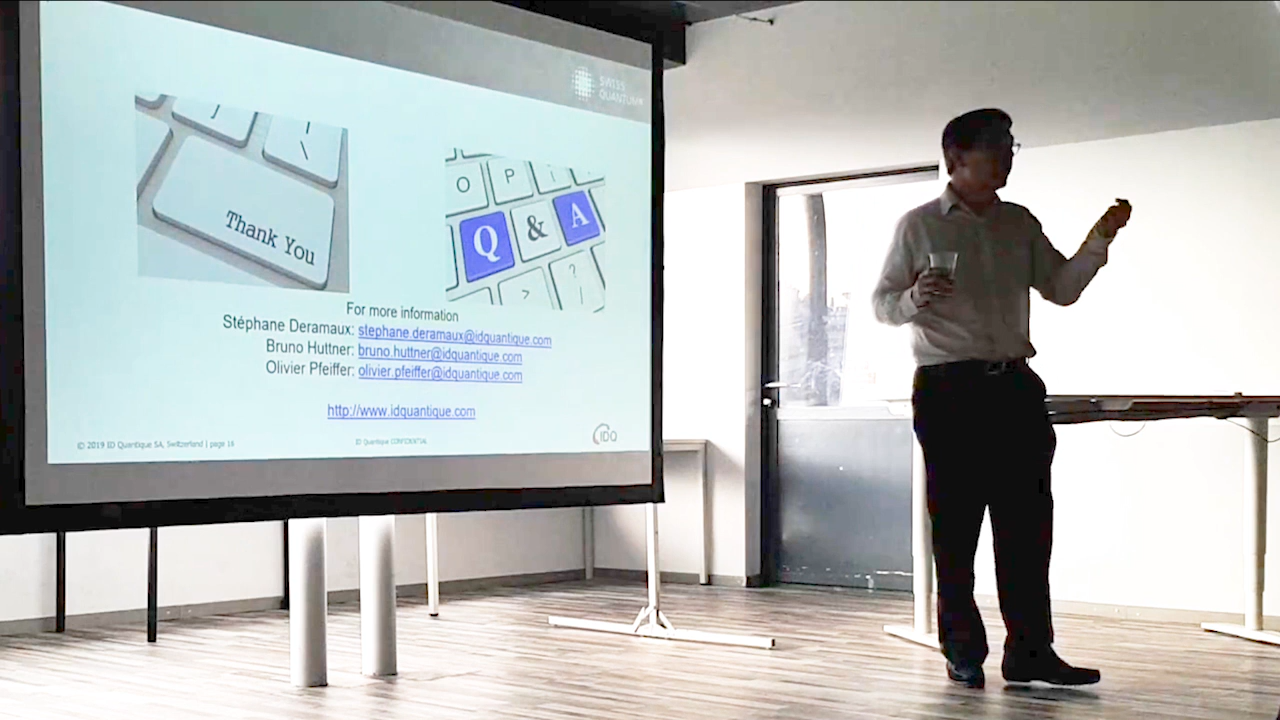 SWISS
QUANTUM
Thank You
O P
Q & A
?
>
For more information
Stéphane Deramaux: stephane.deramaux@idquantique.com
Bruno Huttner: bruno.huttner@idquantique.com
Olivier Pfeiffer: olivier.pfeiffer@idquantique.com
http://www.idquantique.com
© 2019 ID Quantique SA, Switzerland | page 16
ID Quantique CONFIDENTIAL
IDQ